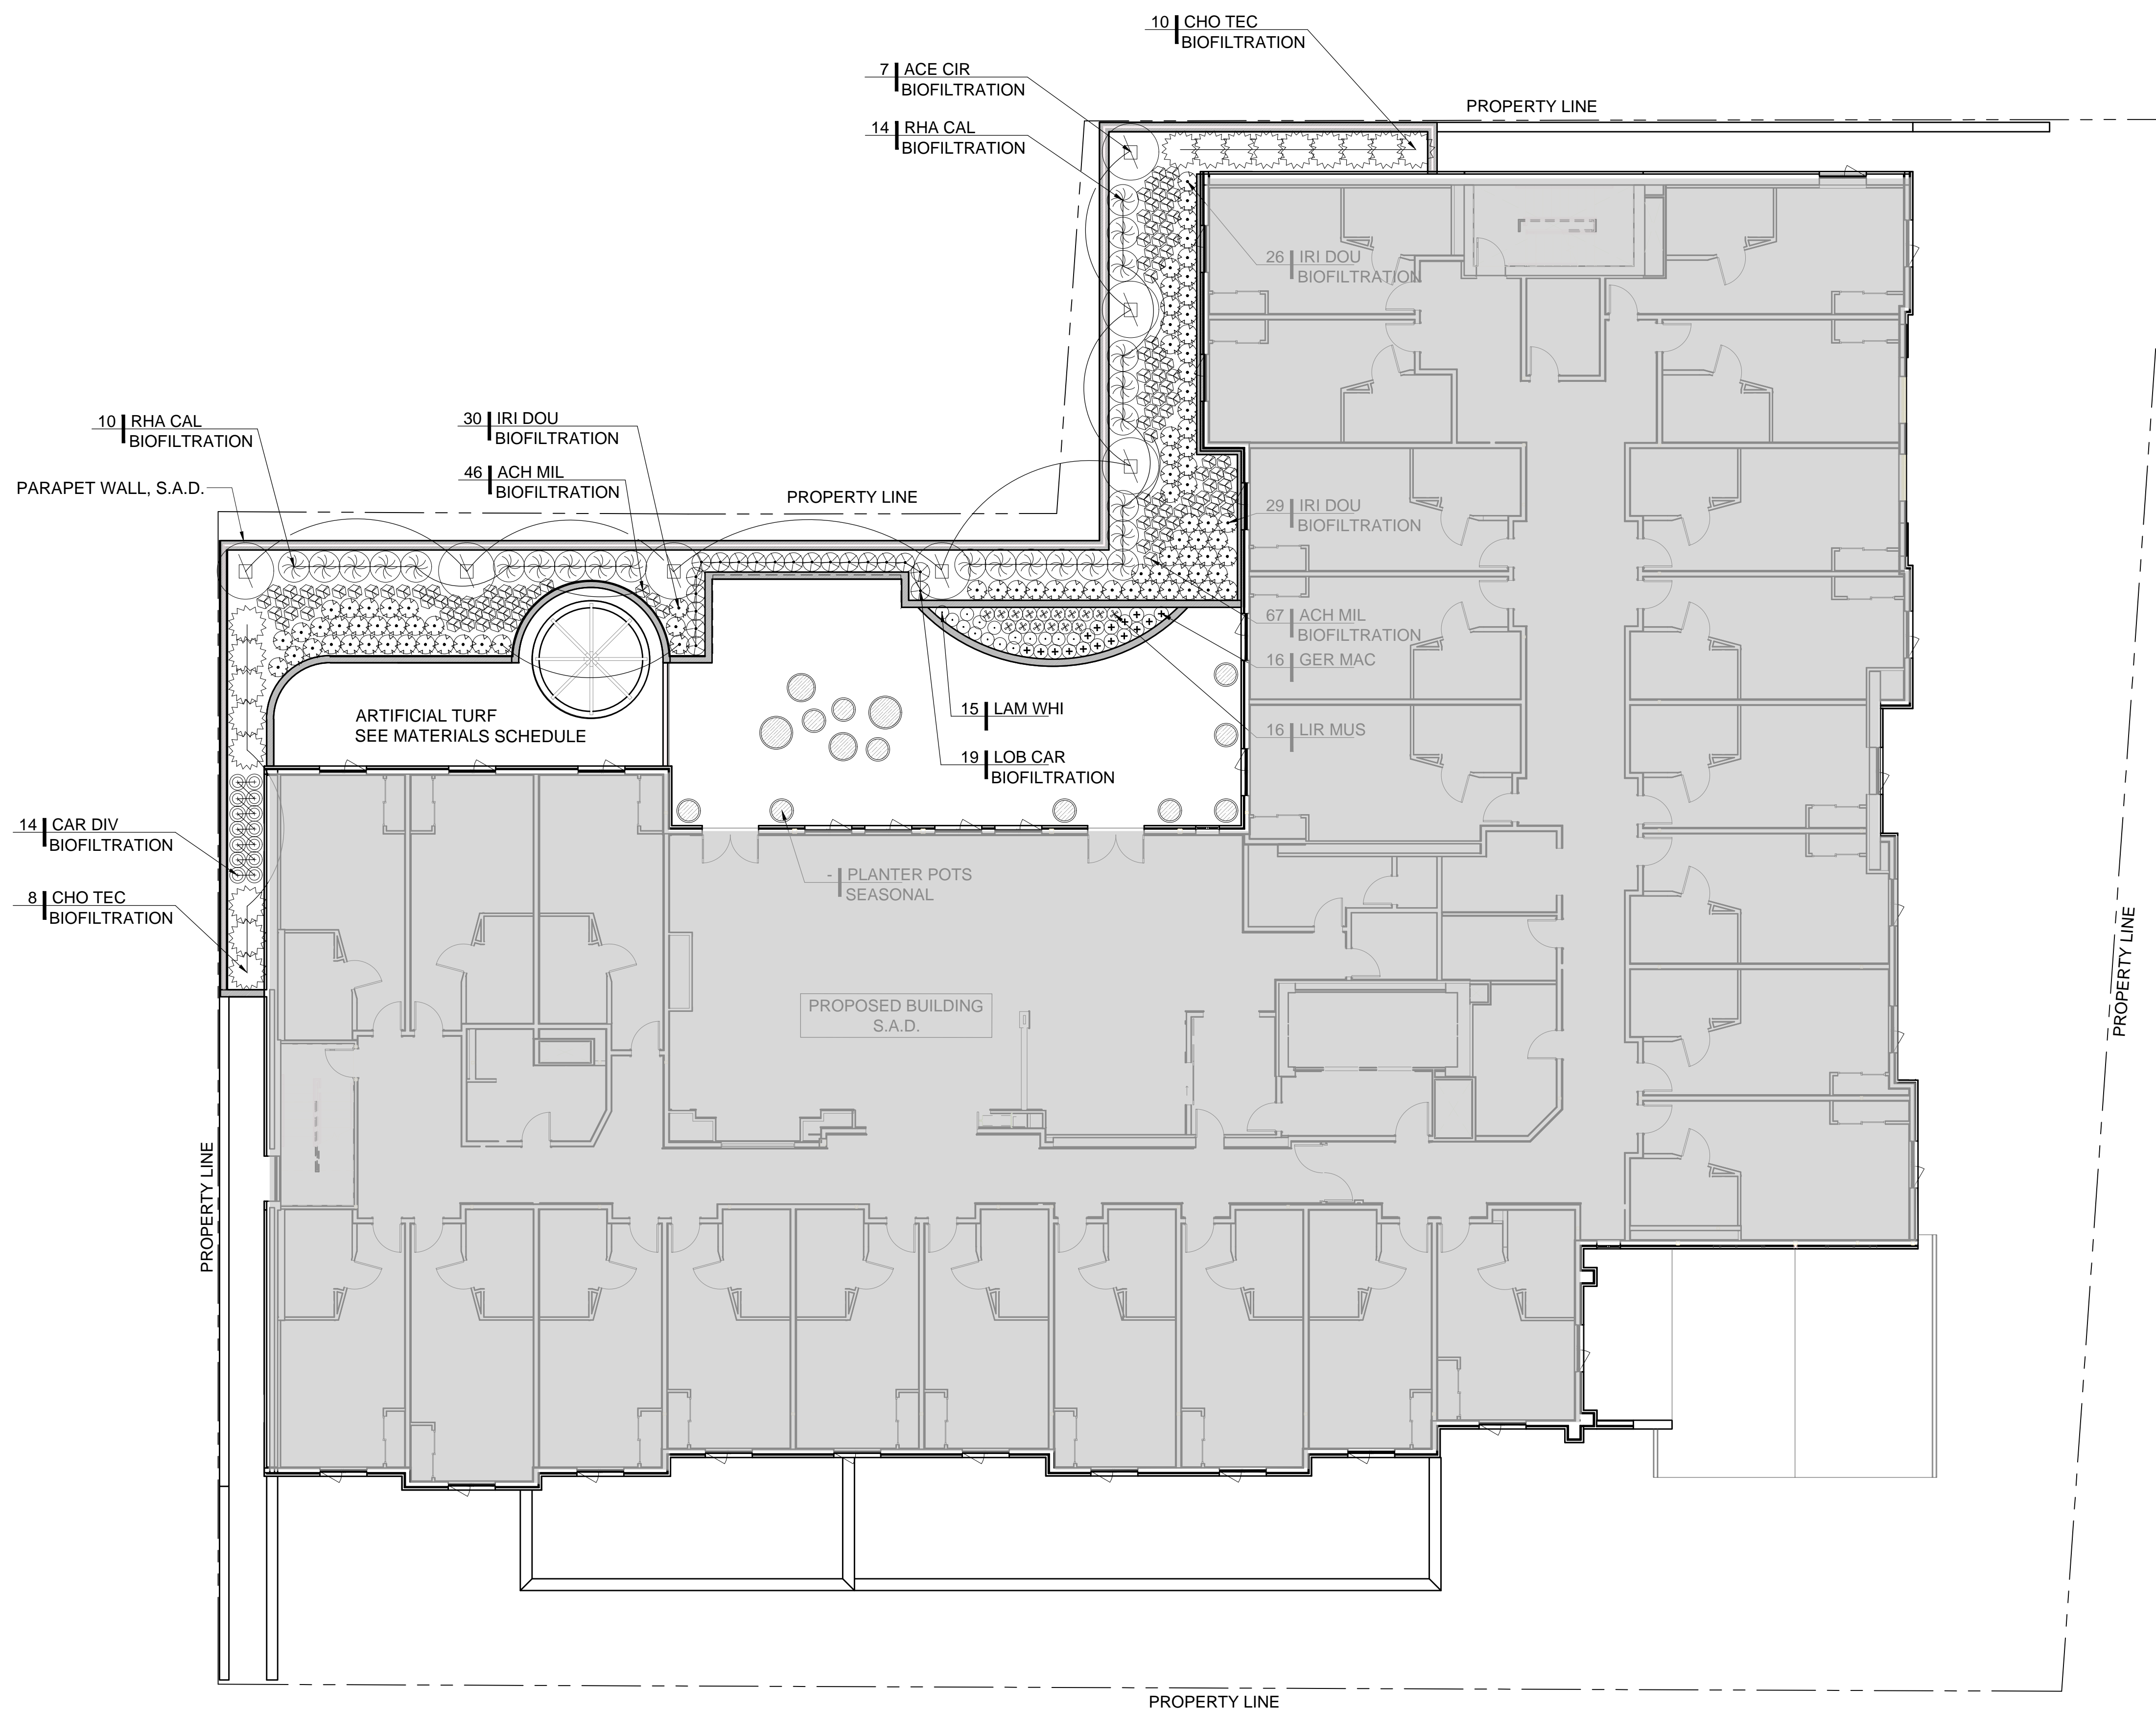 10 CHO TEC
BIOFILTRATION
7 ACE CIR
BIOFILTRATION
PROPERTY LINE
14 RHA CAL
BIOFILTRATION
26 IRI DOU
BIOFILTRATION
10 RHA CAL
BIOFILTRATION
30 IRI DOU
BIOFILTRATION
46 ACH MIL
BIOFILTRATION
PARAPET WALL, S.A.D.
PROPERTY LINE
29 IRI DOU
BIOFILTRATION
67 ACH MIL
BIOFILTRATION
16 GER MAC
15 LAM WHI
16 LIR MUS
ARTIFICIAL TURF
SEE MATERIALS SCHEDULE
19 LOB CAR
BIOFILTRATION
14 CAR DIV
BIOFILTRATION
- PLANTER POTS
SEASONAL
8 CHO TEC
BIOFILTRATION
PROPERTY LINE
PROPOSED BUILDING
S.A.D.
PROPERTY LINE
PROPERTY LINE